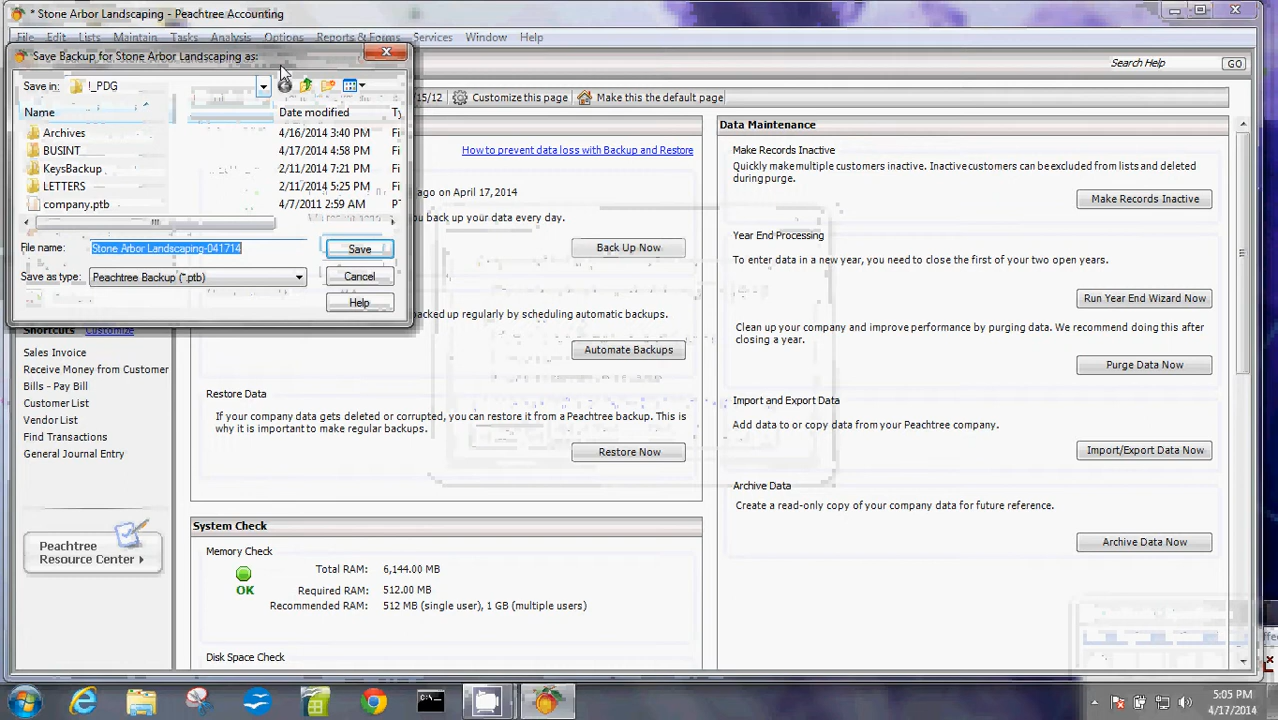 * Stone Arbor Landscaping - Peachtree Accounting
File Edit Lists Maintain Tasks Analysis Options Reports & Forms Services Window Help
Save Backup for Stone Arbor Landscaping as:
Search Help GO
Save in: !_PDG
15/12 Customize this page Make this the default page
Name Date modified Ty
Archives 4/16/2014 3:40 PM Fi
BUSINT 4/17/2014 4:58 PM Fi
KeysBackup 2/11/2014 7:21 PM Fi
LETTERS 2/11/2014 5:25 PM Fi
company.ptb 4/7/2011 2:59 AM PT
File name: Stone Arbor Landscaping-041714 Save
Save as type: Peachtree Backup (*.ptb) Cancel
Help
How to prevent data loss with Backup and Restore
ago on April 17, 2014
you back up your data every day.
Back Up Now
backed up regularly by scheduling automatic backups.
Automate Backups
Restore Data
If your company data gets deleted or corrupted, you can restore it from a Peachtree backup. This is
why it is important to make regular backups.
Restore Now
Data Maintenance
Make Records Inactive
Quickly make multiple customers inactive. Inactive customers can be excluded from lists and deleted
during purge.
Make Records Inactive
Year End Processing
To enter data in a new year, you need to close the first of your two open years.
Run Year End Wizard Now
Clean up your company and improve performance by purging data. We recommend doing this after
closing a year.
Purge Data Now
Import and Export Data
Add data to or copy data from your Peachtree company.
Import/Export Data Now
Archive Data
Create a read-only copy of your company data for future reference.
Archive Data Now
Shortcuts Customize
Sales Invoice
Receive Money from Customer
Bills - Pay Bill
Customer List
Vendor List
Find Transactions
General Journal Entry
Peachtree
Resource Center
System Check
Memory Check
OK
Total RAM: 6,144.00 MB
Required RAM: 512.00 MB
Recommended RAM: 512 MB (single user), 1 GB (multiple users)
Disk Space Check
5:05 PM
4/17/2014